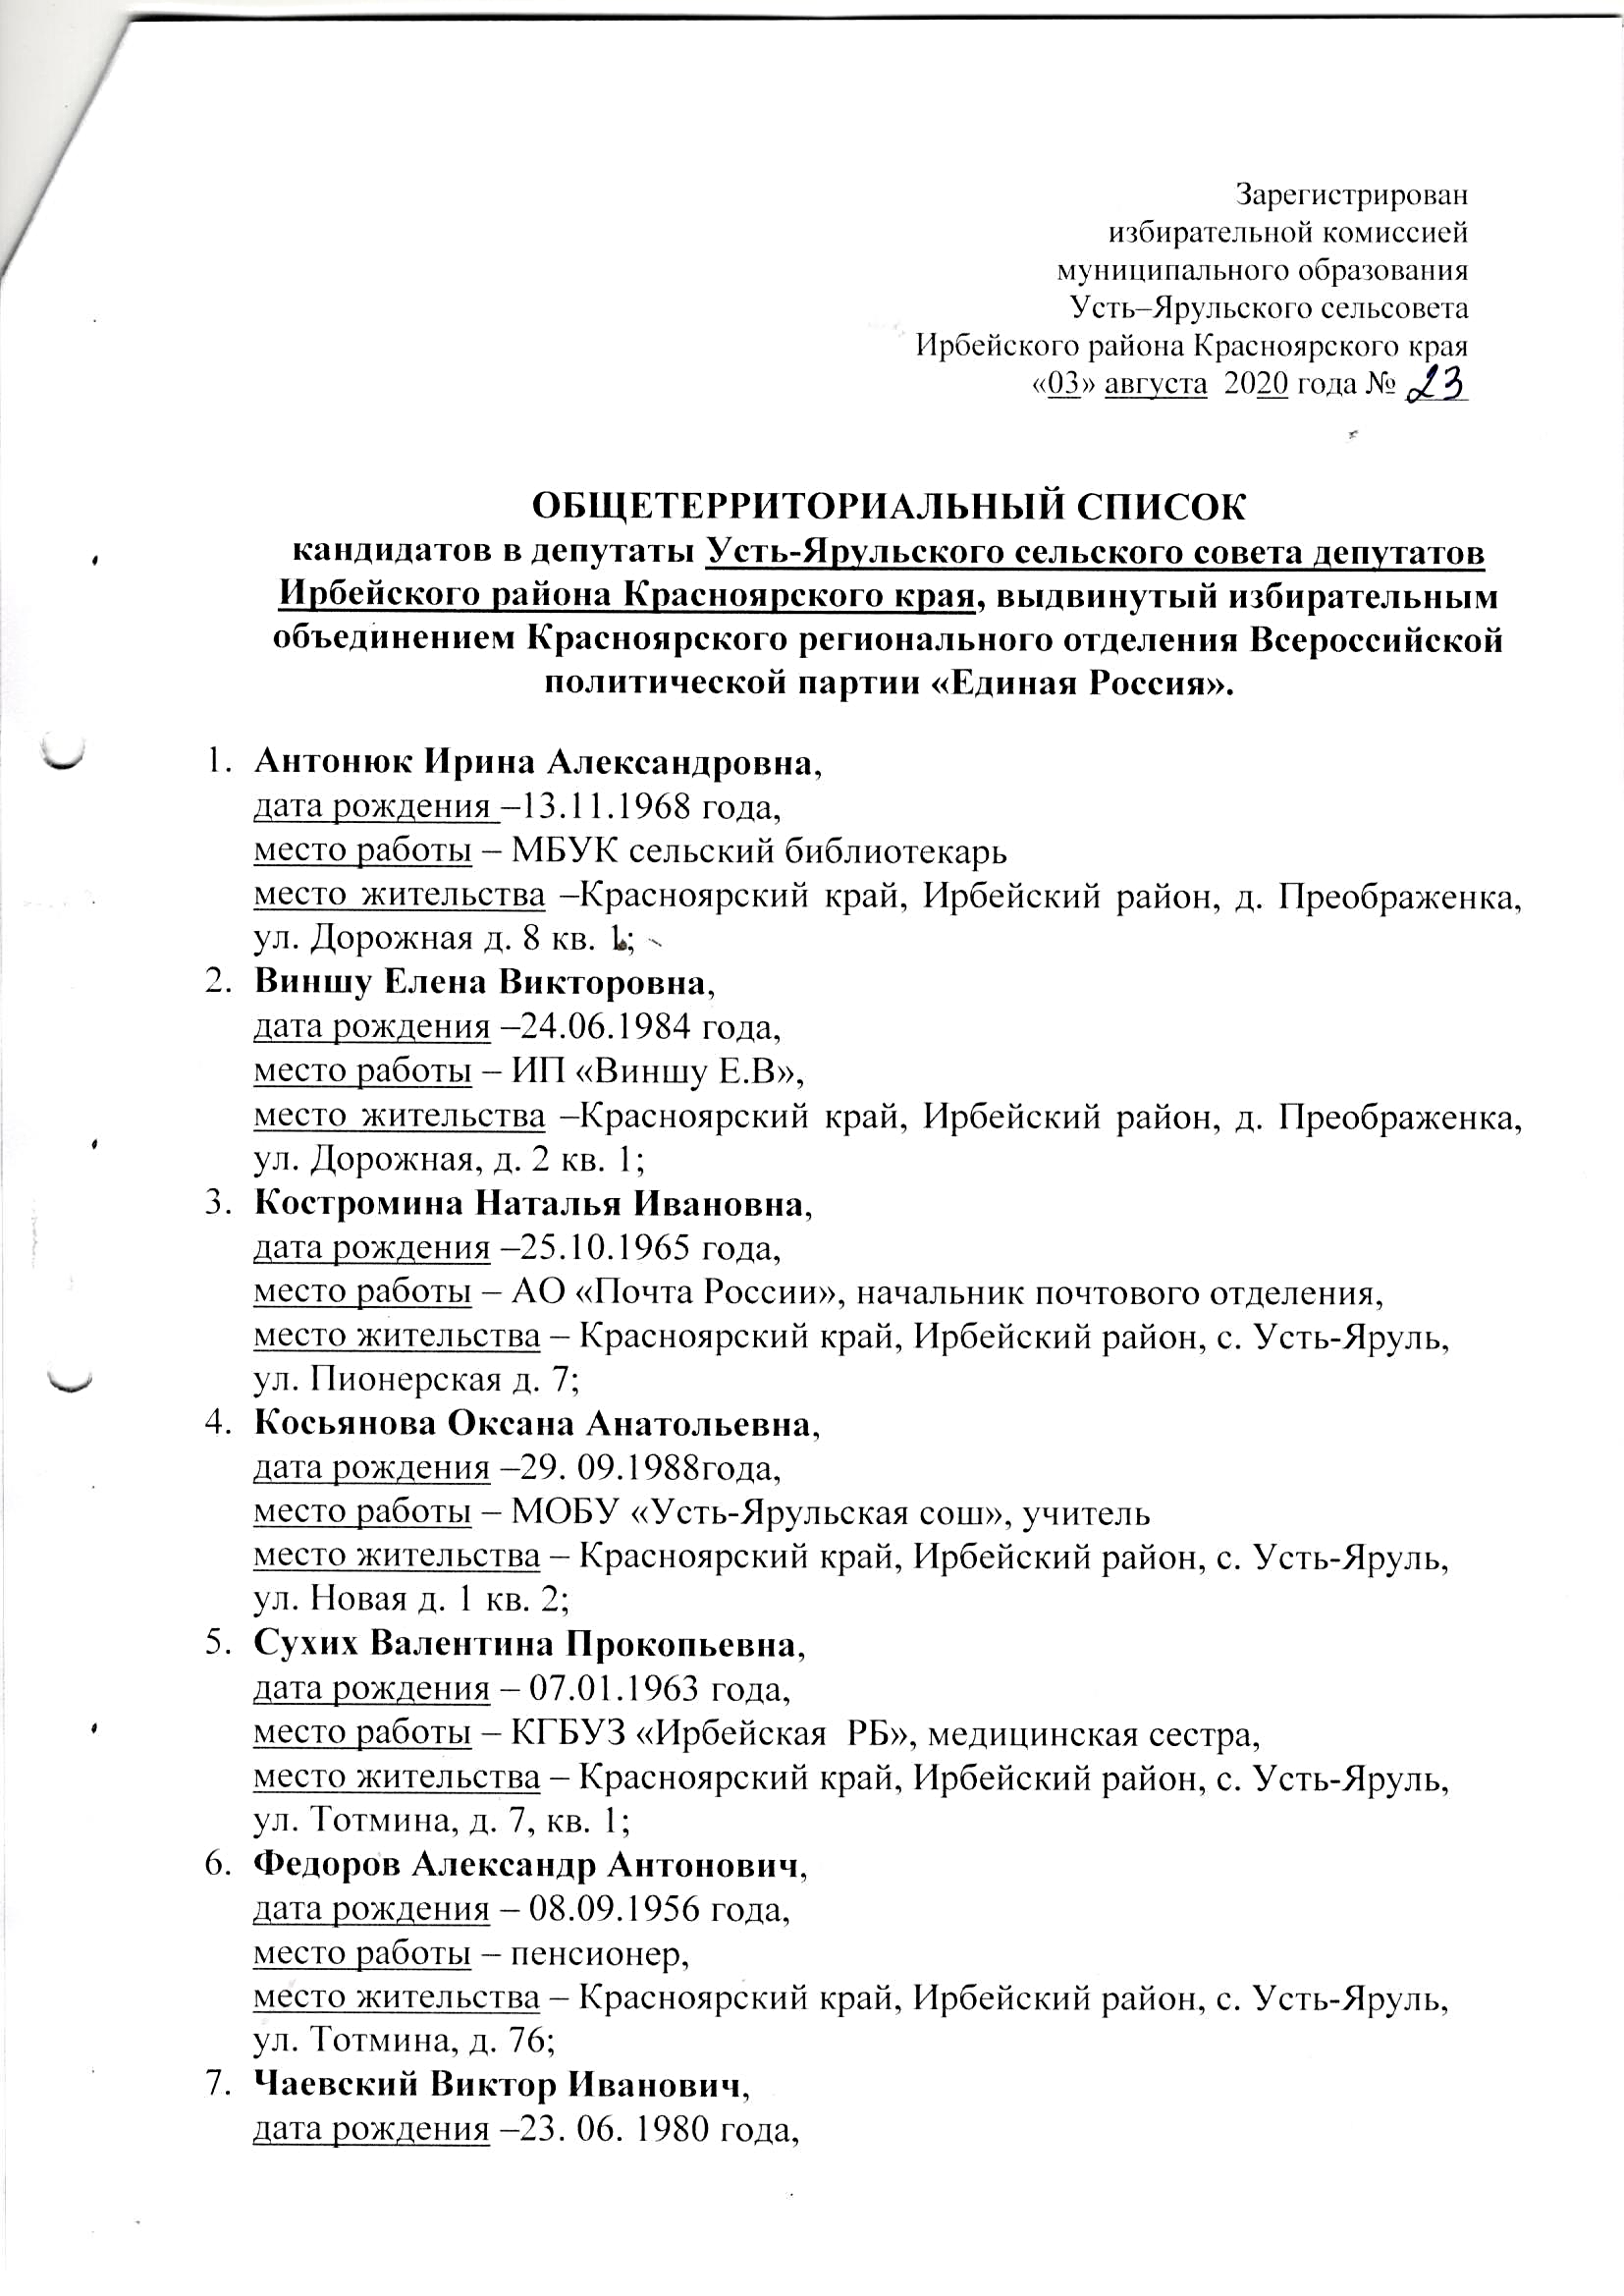 Зарегистрирован
избирательной комиссией
муниципального образования
Усть–Ярульского сельсовета
Ирбейского района Красноярского края
«03» августа 2020 года № 23
ОБЩЕТЕРРИТОРИАЛЬНЫЙ СПИСОК
кандидатов в депутаты Усть-Ярульского сельского совета депутатов
Ирбейского района Красноярского края, выдвинутый избирательным
объединением Красноярского регионального отделения Всероссийской
политической партии «Единая Россия».
1. Антонюк Ирина Александровна,
дата рождения –13.11.1968 года,
место работы – МБУК сельский библиотекарь
место жительства –Красноярский край, Ирбейский район, д. Преображенка,
ул. Дорожная д. 8 кв. 1;
2. Виншу Елена Викторовна,
дата рождения –24.06.1984 года,
место работы – ИП «Виншу Е.В»,
место жительства –Красноярский край, Ирбейский район, д. Преображенка,
ул. Дорожная, д. 2 кв. 1;
3. Костромина Наталья Ивановна,
дата рождения –25.10.1965 года,
место работы – АО «Почта России», начальник почтового отделения,
место жительства – Красноярский край, Ирбейский район, с. Усть-Яруль,
ул. Пионерская д. 7;
4. Косьянова Оксана Анатольевна,
дата рождения –29. 09.1988года,
место работы – МОБУ «Усть-Ярульская сош», учитель
место жительства – Красноярский край, Ирбейский район, с. Усть-Яруль,
ул. Новая д. 1 кв. 2;
5. Сухих Валентина Прокопьевна,
дата рождения – 07.01.1963 года,
место работы – КГБУЗ «Ирбейская РБ», медицинская сестра,
место жительства – Красноярский край, Ирбейский район, с. Усть-Яруль,
ул. Тотмина, д. 7, кв. 1;
6. Федоров Александр Антонович,
дата рождения – 08.09.1956 года,
место работы – пенсионер,
место жительства – Красноярский край, Ирбейский район, с. Усть-Яруль,
ул. Тотмина, д. 76;
7. Чаевский Виктор Иванович,
дата рождения –23. 06. 1980 года,